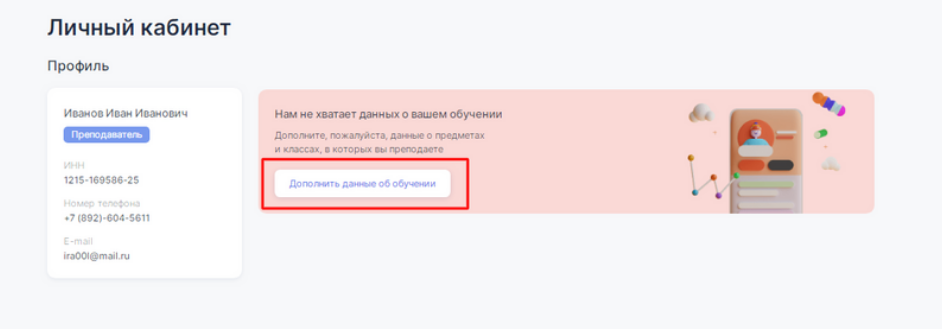 Личный кабинет
Профиль
Иванов Иван Иванович
Преподаватель
ИНН
1215-169586-25
Номер телефона
+7 (892)-604-5611
E-mail
ira00l@mail.ru
Нам не хватает данных о вашем обучении
Дополните, пожалуйста, данные о предметах
и классах, в которых вы преподаете
Дополнить данные об обучении